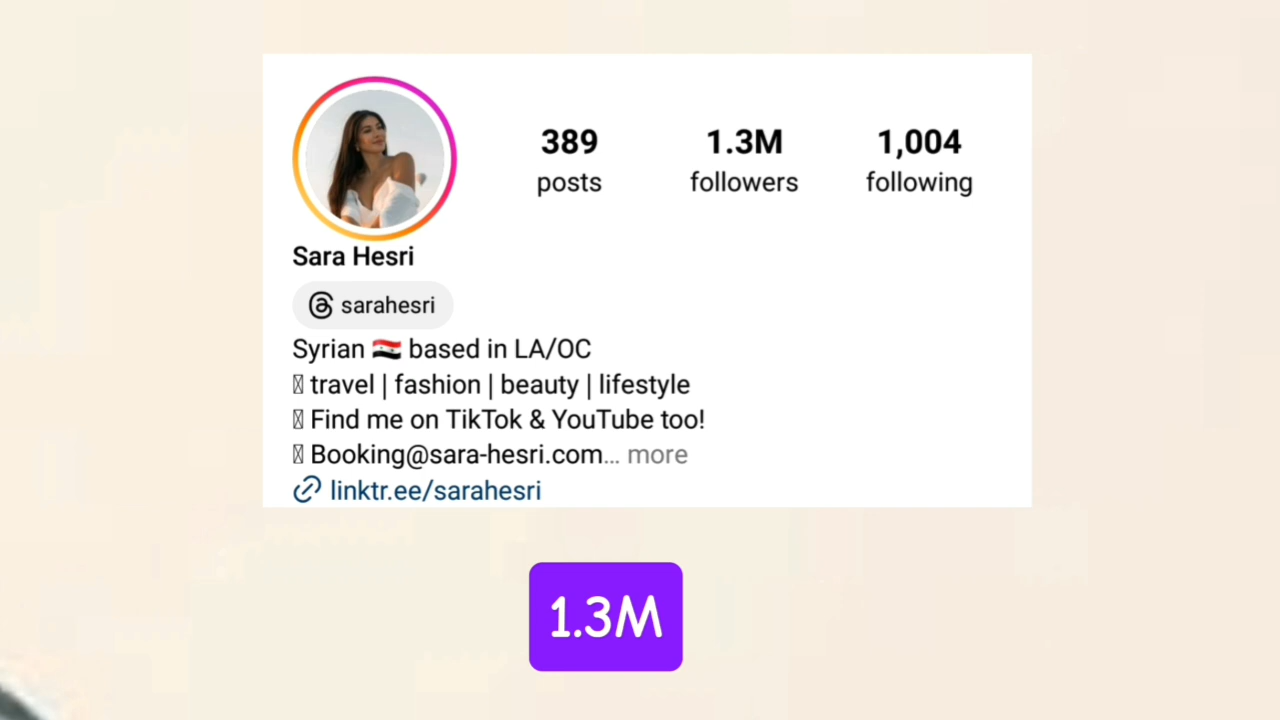 389 1.3M 1,004
posts followers following
Sara Hesri
sarahesri
Syrian 🇸🇾 based in LA/OC
travel | fashion | beauty | lifestyle
Find me on TikTok & YouTube too!
Booking@sara-hesri.com... more
linktr.ee/sarahesri
1.3M